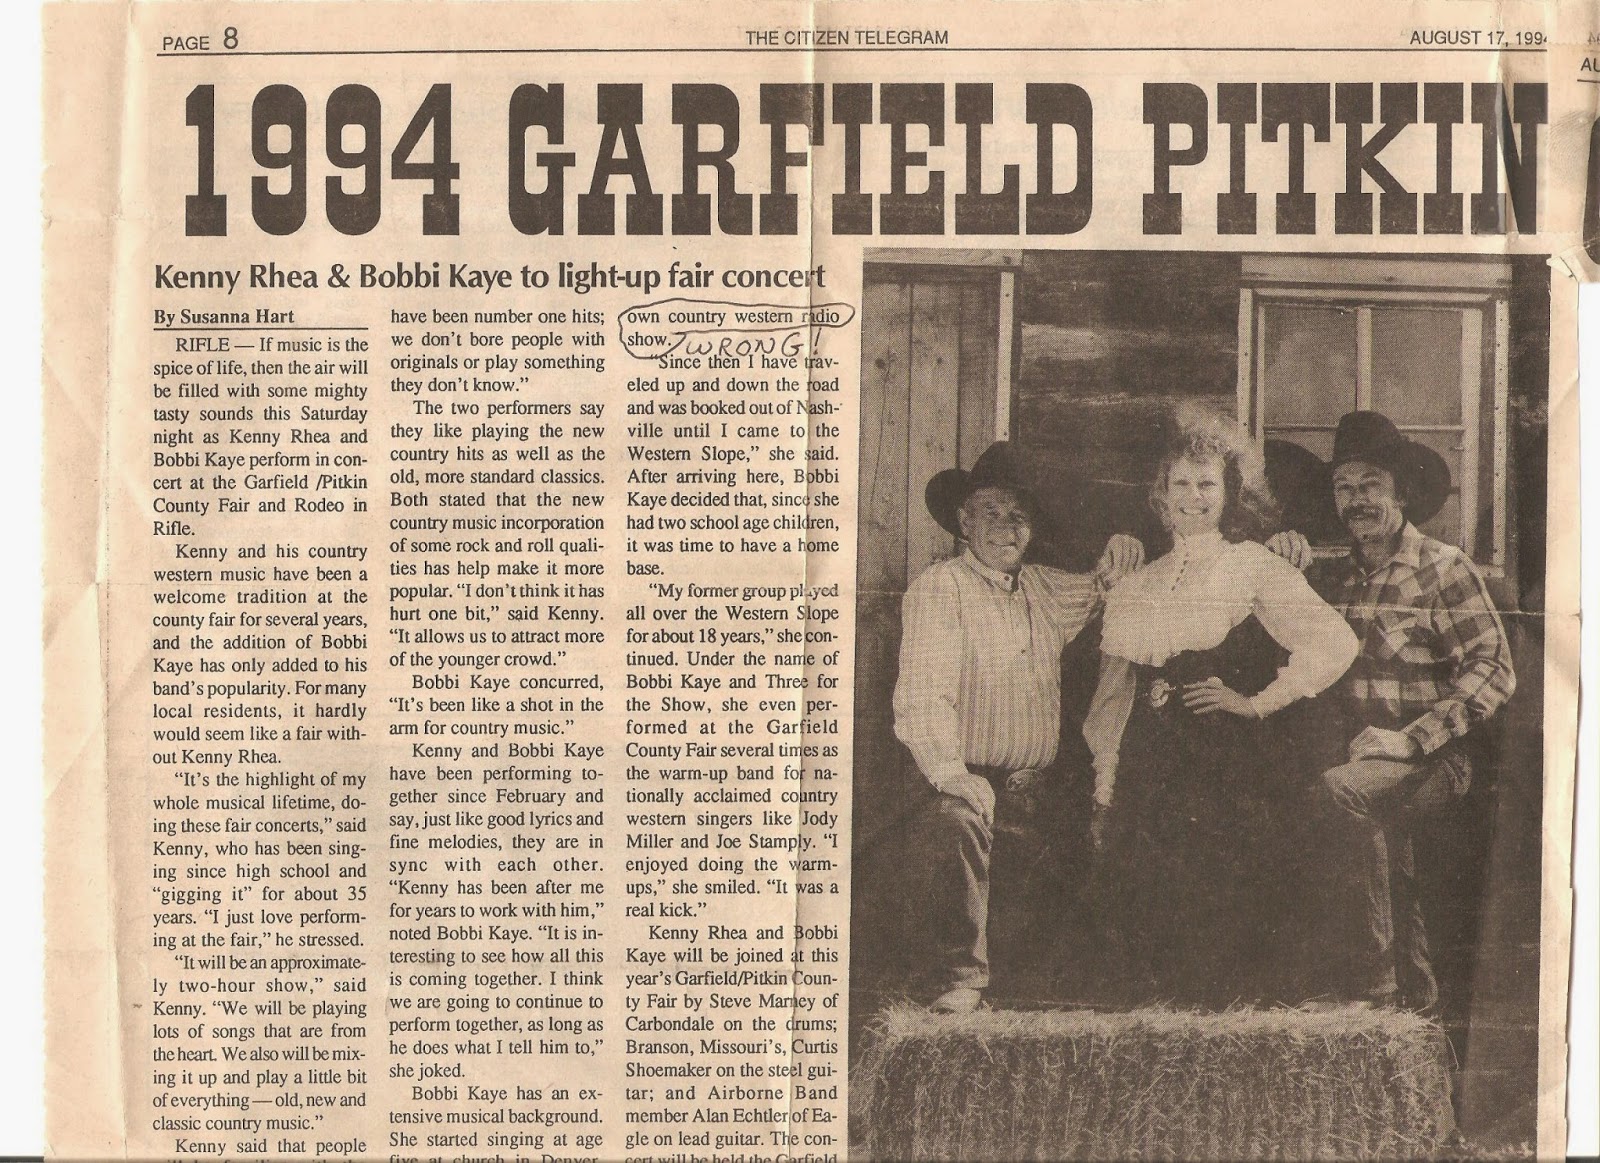 PAGE 8
THE CITIZEN TELEGRAM
AUGUST 17, 199
AU
1994 GARFIELD PITKIN
Kenny Rhea & Bobbi Kaye to light-up fair concert
By Susanna Hart
RIFLE — If music is the
spice of life, then the air will
be filled with some mighty
tasty sounds this Saturday
night as Kenny Rhea and
Bobbi Kaye perform in con-
cert at the Garfield /Pitkin
County Fair and Rodeo in
Rifle.
Kenny and his country
western music have been a
welcome tradition at the
county fair for several years,
and the addition of Bobbi
Kaye has only added to his
band's popularity. For many
local residents, it hardly
would seem like a fair with-
out Kenny Rhea.
"It's the highlight of my
whole musical lifetime, do-
ing these fair concerts," said
Kenny, who has been sing-
ing since high school and
"gigging it" for about 35
years. "I just love perform-
ing at the fair," he stressed.
"It will be an approximate-
ly two-hour show," said
Kenny. "We will be playing
lots of songs that are from
the heart. We also will be mix-
ing it up and play a little bit
of everything — old, new and
classic country music."
Kenny said that people
have been number one hits;
we don't bore people with
originals or play something
they don't know."
The two performers say
they like playing the new
country hits as well as the
old, more standard classics.
Both stated that the new
country music incorporation
of some rock and roll quali-
ties has help make it more
popular. "I don't think it has
hurt one bit," said Kenny.
"It allows us to attract more
of the younger crowd."
Bobbi Kaye concurred,
"It's been like a shot in the
arm for country music."
Kenny and Bobbi Kaye
have been performing to-
gether since February and
say, just like good lyrics and
fine melodies, they are in
sync with each other.
"Kenny has been after me
for years to work with him,"
noted Bobbi Kaye. "It is in-
teresting to see how all this
is coming together. I think
we are going to continue to
perform together, as long as
he does what I tell him to,"
she joked.
Bobbi Kaye has an ex-
tensive musical background.
She started singing at age
five at church in Denver,
own country western radio
show. WRONG!
"Since then I have trav-
eled up and down the road
and was booked out of Nash-
ville until I came to the
Western Slope," she said.
After arriving here, Bobbi
Kaye decided that, since she
had two school age children,
it was time to have a home
base.
"My former group played
all over the Western Slope
for about 18 years," she con-
tinued. Under the name of
Bobbi Kaye and Three for
the Show, she even per-
formed at the Garfield
County Fair several times as
the warm-up band for na-
tionally acclaimed country
western singers like Jody
Miller and Joe Stamply. "I
enjoyed doing the warm-
ups," she smiled. "It was a
real kick."
Kenny Rhea and Bobbi
Kaye will be joined at this
year's Garfield/Pitkin Coun-
ty Fair by Steve Marney of
Carbondale on the drums;
Branson, Missouri's, Curtis
Shoemaker on the steel gui-
tar; and Airborne Band
member Alan Echtler of Ea-
gle on lead guitar. The con-
cert will be held the Garfield